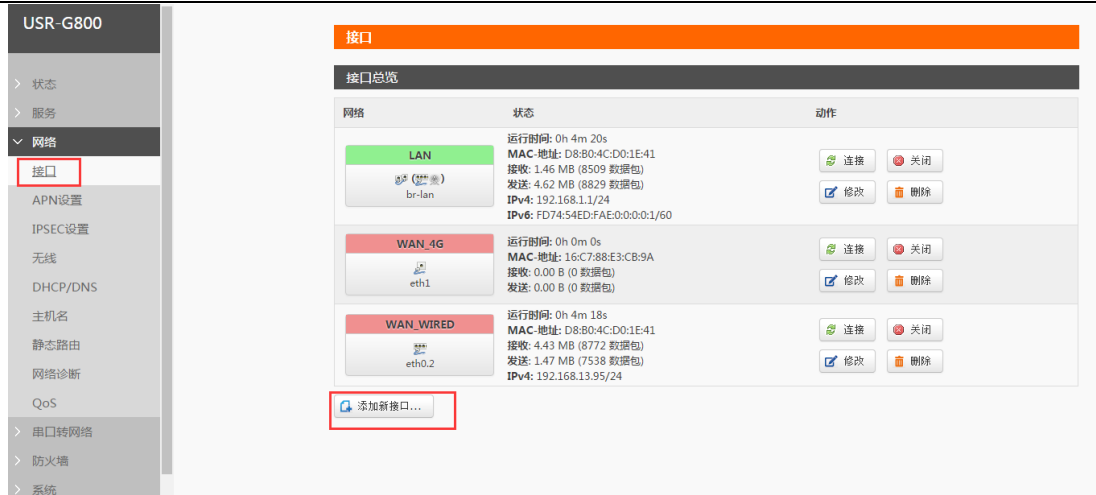 USR-G800
状态
服务
网络
接口
APN设置
IPSEC设置
无线
DHCP/DNS
主机名
静态路由
网络诊断
QoS
串口转网络
防火墙
系统
接口
接口总览
网络 状态 动作
LAN
br-lan
运行时间: 0h 4m 20s
MAC-地址: D8:B0:4C:D0:1E:41
接收: 1.46 MB (8509 数据包)
发送: 4.62 MB (8829 数据包)
IPv4: 192.168.1.1/24
IPv6: FD74:54ED:FAE:0:0:0:0:1/60
连接 关闭
修改 删除
WAN_4G
eth1
运行时间: 0h 0m 0s
MAC-地址: 16:C7:88:E3:CB:9A
接收: 0.00 B (0 数据包)
发送: 0.00 B (0 数据包)
连接 关闭
修改 删除
WAN_WIRED
eth0.2
运行时间: 0h 4m 18s
MAC-地址: D8:B0:4C:D0:1E:41
接收: 4.43 MB (8772 数据包)
发送: 1.47 MB (7538 数据包)
IPv4: 192.168.13.95/24
连接 关闭
修改 删除
添加新接口...